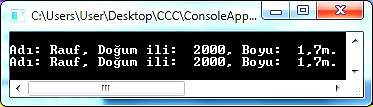 C:\Users\User\Desktop\CCC\ConsoleApp...
Adı: Rauf, Doğum ili:  2000, Boyu:  1,7m.
Adı: Rauf, Doğum ili:  2000, Boyu:  1,7m.